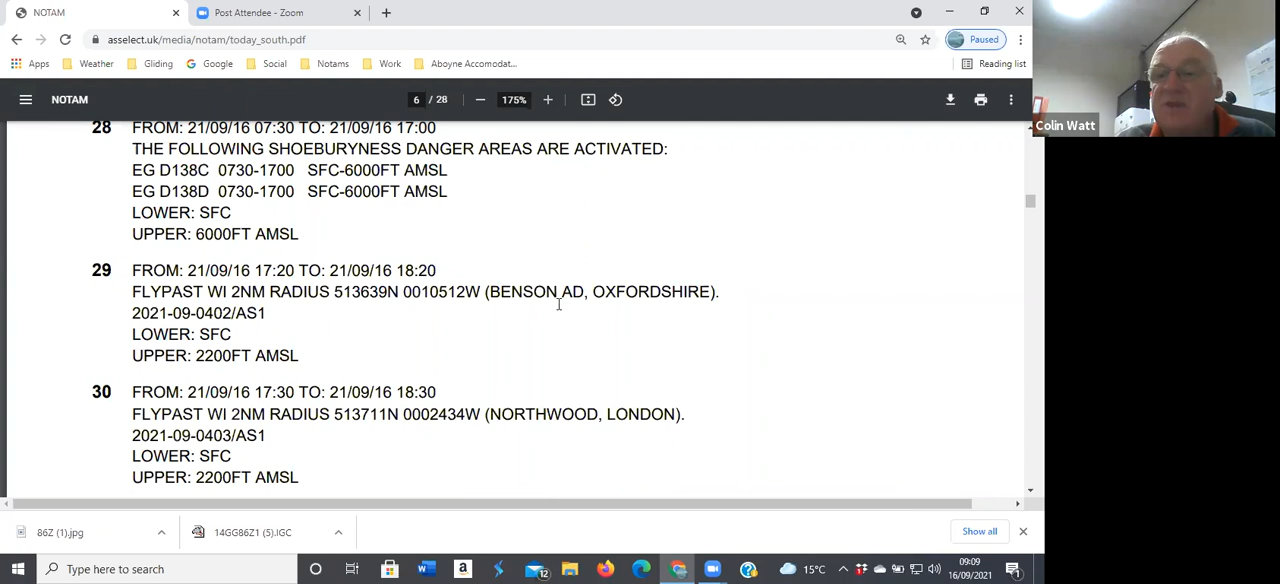 NOTAM
Post Attendee - Zoom
asselect.uk/media/notam/today_south.pdf
Paused
Apps
Weather
Gliding
Google
Social
Notams
Work
Aboyne Accomodat...
Reading list
NOTAM
6 / 28
175%
Colin Watt
28 FROM: 21/09/16 07:30 TO: 21/09/16 17:00
THE FOLLOWING SHOEBURYNESS DANGER AREAS ARE ACTIVATED:
EG D138C 0730-1700 SFC-6000FT AMSL
EG D138D 0730-1700 SFC-6000FT AMSL
LOWER: SFC
UPPER: 6000FT AMSL
29 FROM: 21/09/16 17:20 TO: 21/09/16 18:20
FLYPAST WI 2NM RADIUS 513639N 0010512W (BENSON AD, OXFORDSHIRE).
2021-09-0402/AS1
LOWER: SFC
UPPER: 2200FT AMSL
30 FROM: 21/09/16 17:30 TO: 21/09/16 18:30
FLYPAST WI 2NM RADIUS 513711N 0002434W (NORTHWOOD, LONDON).
2021-09-0403/AS1
LOWER: SFC
UPPER: 2200FT AMSL
86Z (1).jpg
14GG86Z1 (5).IGC
Show all
Type here to search
12
15°C
09:09
16/09/2021
1